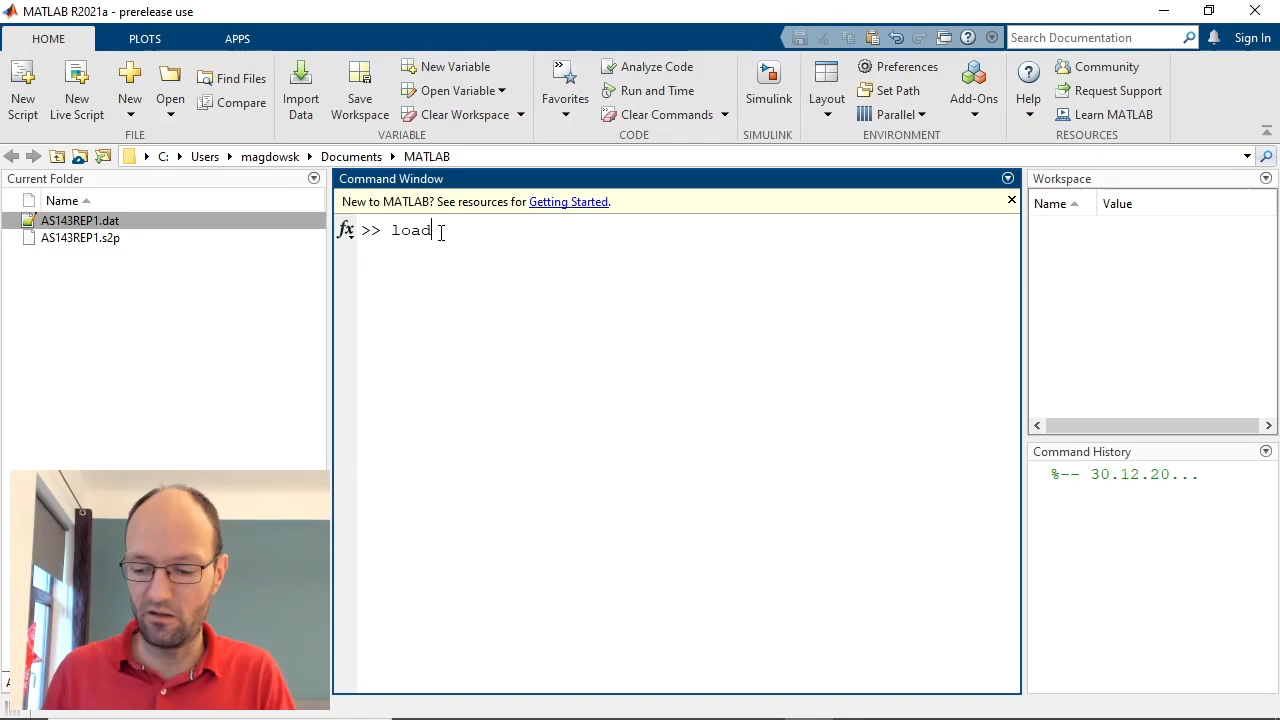 MATLAB R2021a - prerelease use
HOME PLOTS APPS
Search Documentation
Sign In
New Script
New Live Script
New
Open
Find Files
Compare
FILE
Import Data
Save Workspace
New Variable
Open Variable
Clear Workspace
VARIABLE
Favorites
Analyze Code
Run and Time
Clear Commands
CODE
Simulink
SIMULINK
Layout
Preferences
Set Path
Parallel
Add-Ons
ENVIRONMENT
Help
Community
Request Support
Learn MATLAB
RESOURCES
C: Users magdowsk Documents MATLAB
Current Folder
Name
AS143REP1.dat
AS143REP1.s2p
Command Window
New to MATLAB? See resources for Getting Started.
fx >> load
Workspace
Name Value
Command History
%-- 30.12.20...